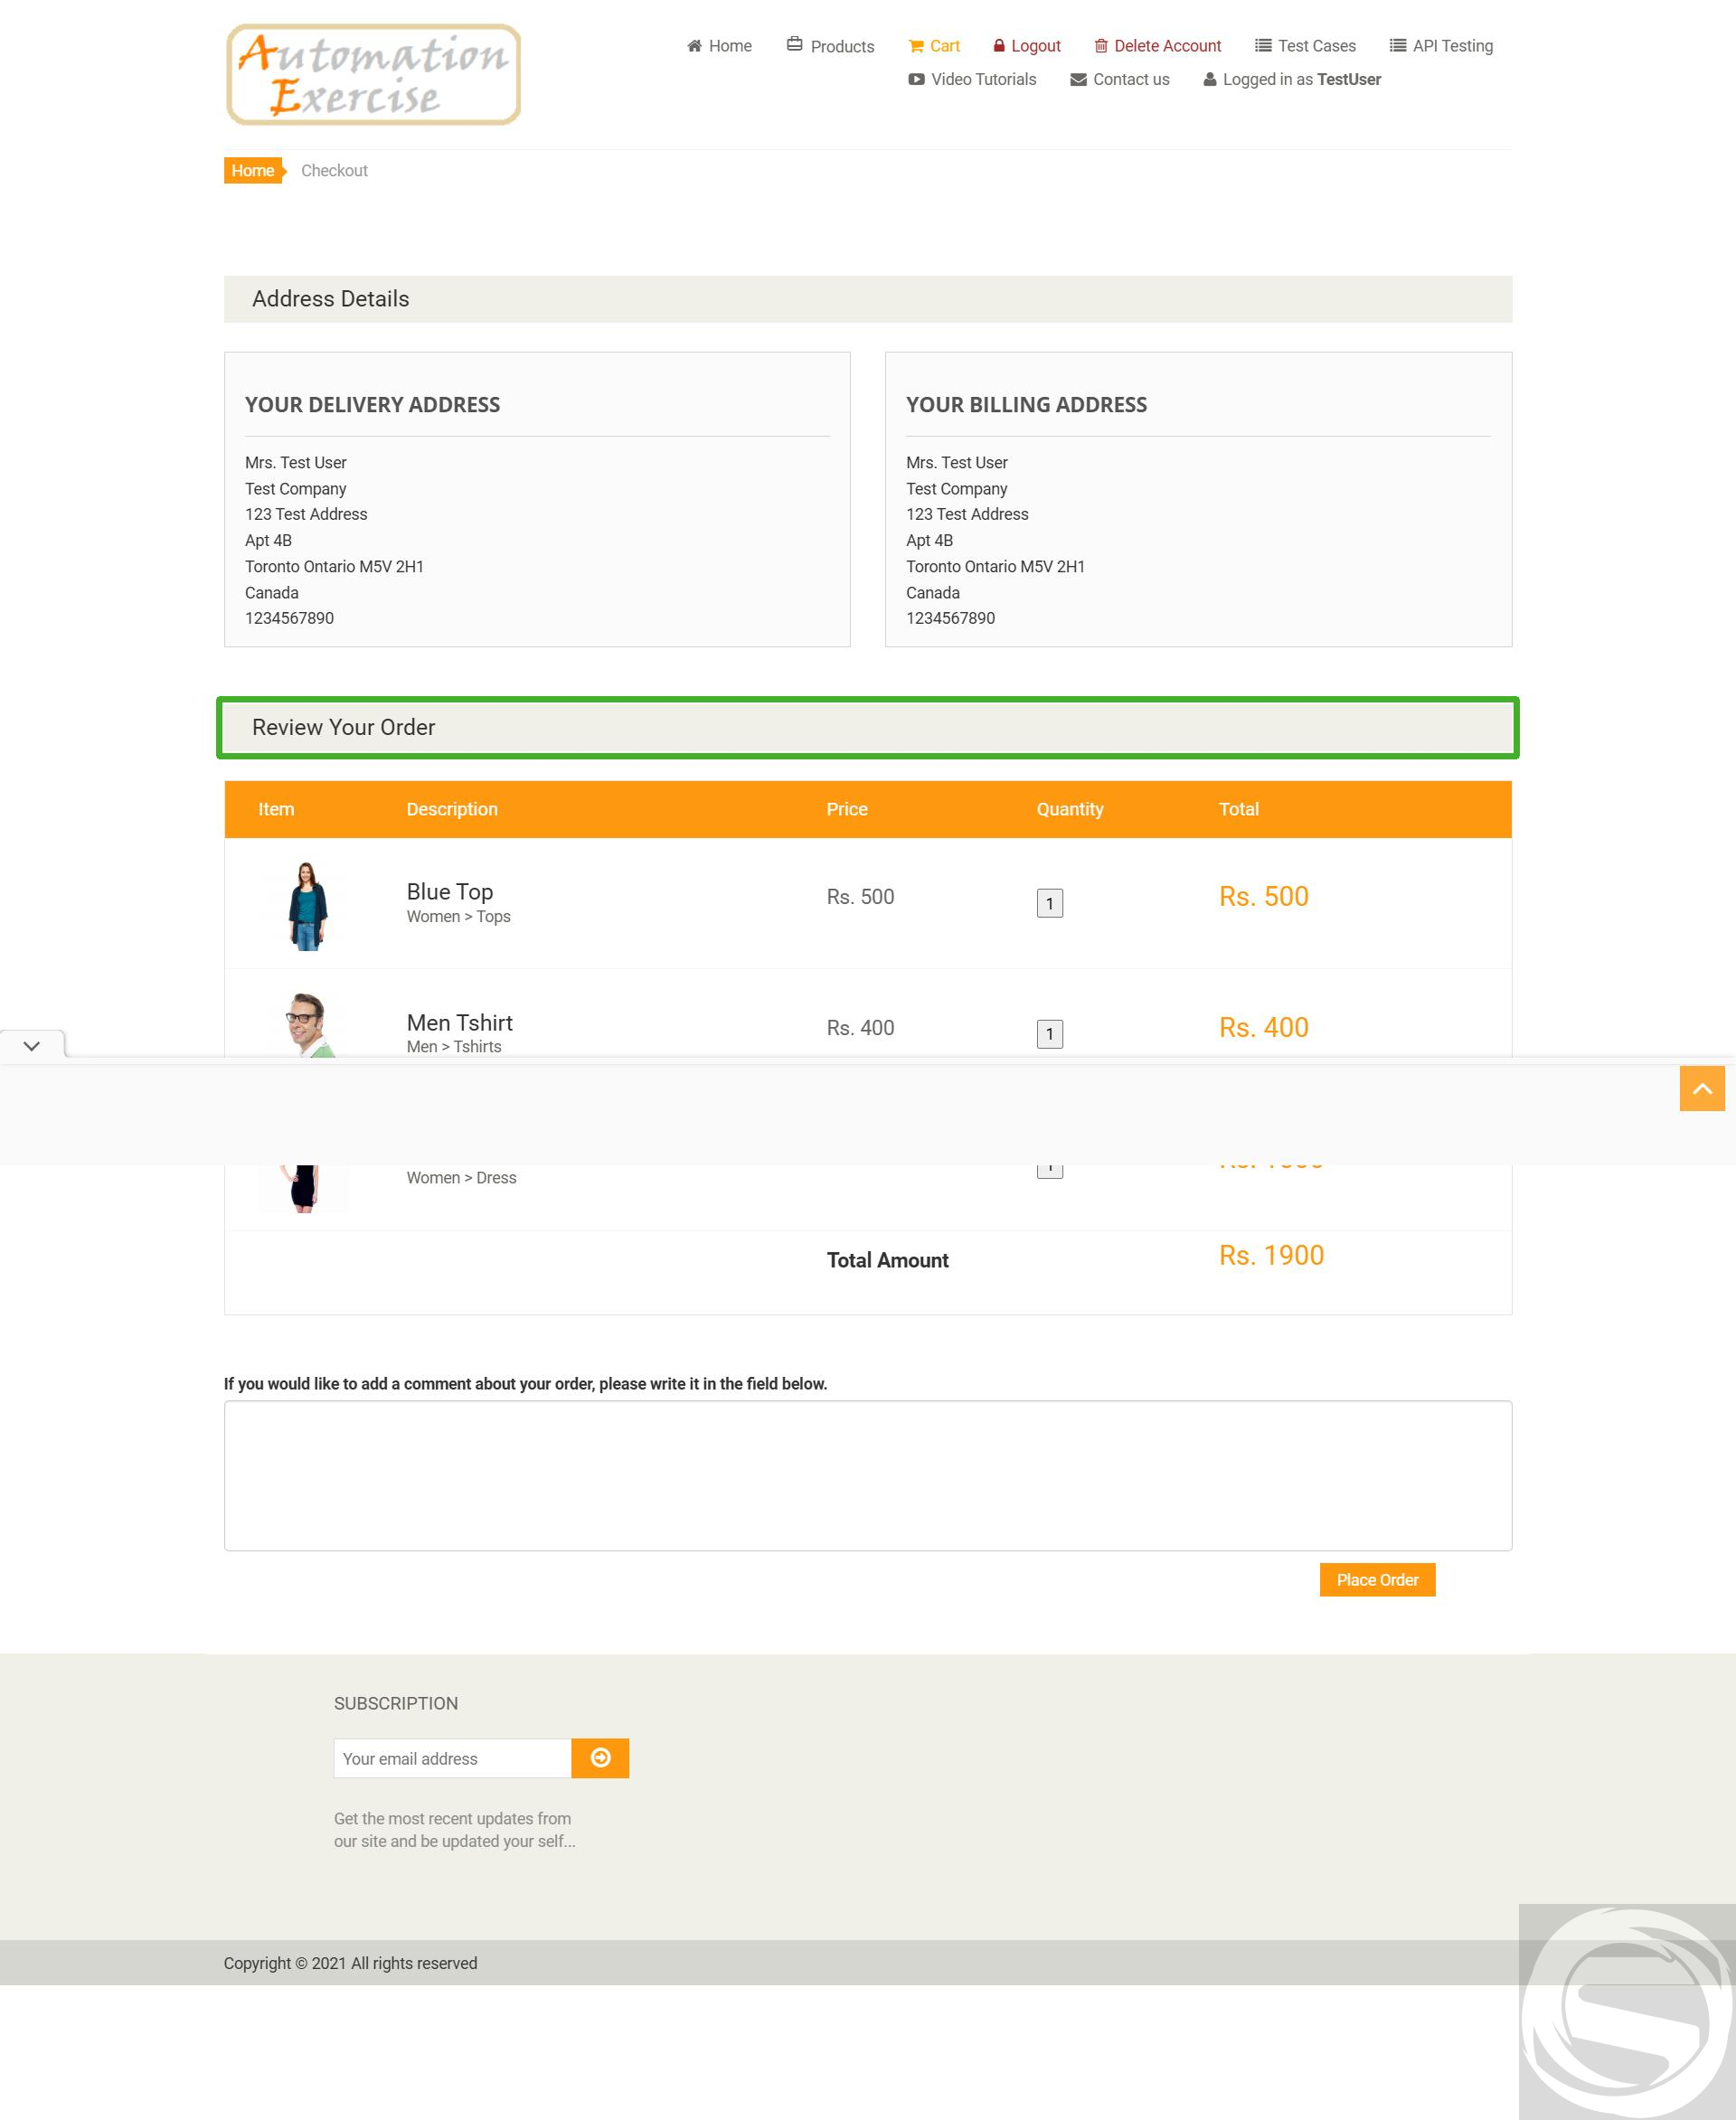 Automation
Exercise
Home Products Cart Logout Delete Account Test Cases API Testing
Video Tutorials Contact us Logged in as TestUser
Home Checkout
Address Details
YOUR DELIVERY ADDRESS
Mrs. Test User
Test Company
123 Test Address
Apt 4B
Toronto Ontario M5V 2H1
Canada
1234567890
YOUR BILLING ADDRESS
Mrs. Test User
Test Company
123 Test Address
Apt 4B
Toronto Ontario M5V 2H1
Canada
1234567890
Review Your Order
Item Description Price Quantity Total
Blue Top Rs. 500 1 Rs. 500
Women > Tops
Men Tshirt Rs. 400 1 Rs. 400
Men > Tshirts
Women > Dress
Total Amount Rs. 1900
If you would like to add a comment about your order, please write it in the field below.
Place Order
SUBSCRIPTION
Your email address
Get the most recent updates from
our site and be updated your self...
Copyright © 2021 All rights reserved